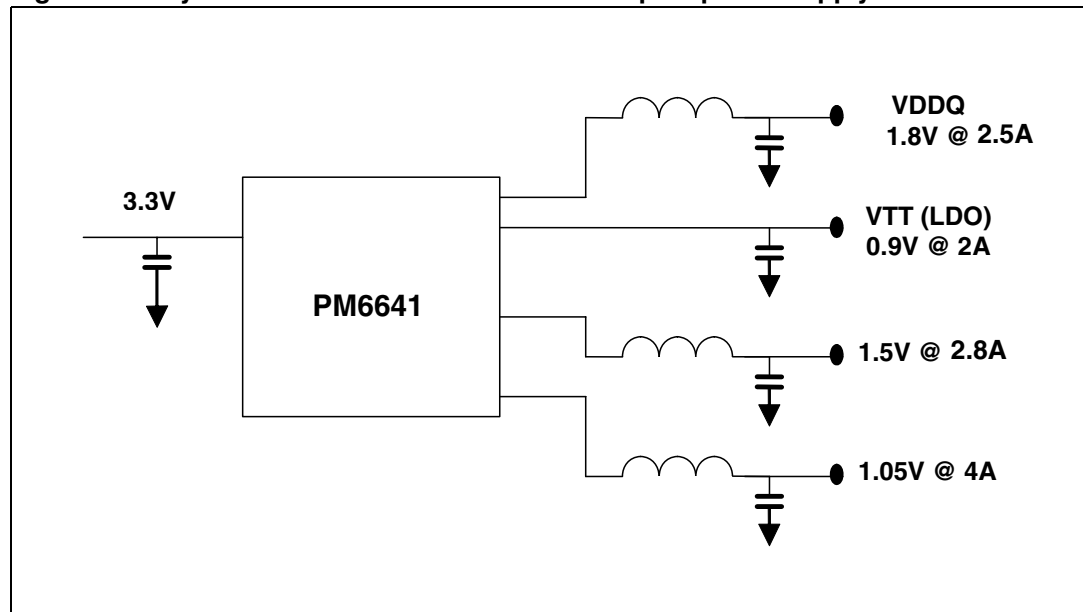 3.3V
PM6641
VDDQ
1.8V @ 2.5A
VTT (LDO)
0.9V @ 2A
1.5V @ 2.8A
1.05V @ 4A